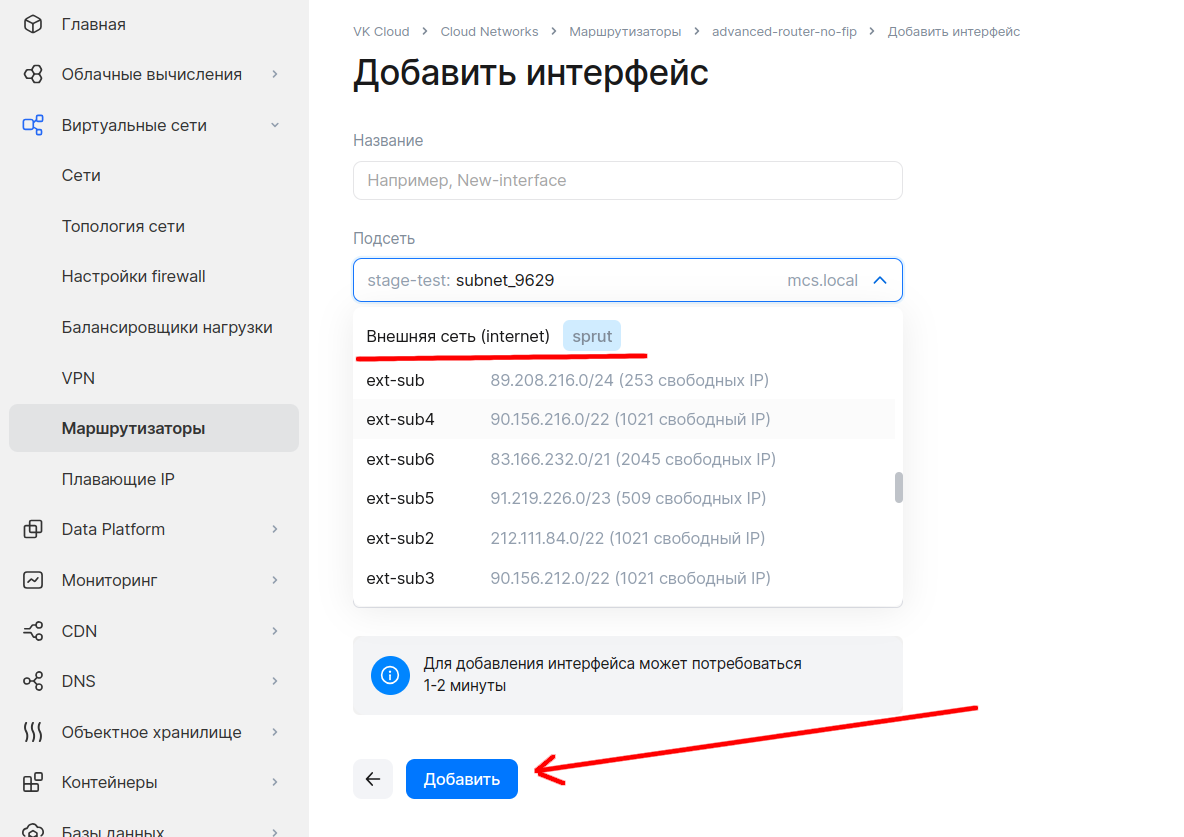 Главная
Облачные вычисления
Виртуальные сети
Сети
Топология сети
Настройки firewall
Балансировщики нагрузки
VPN
Маршрутизаторы
Плавающие IP
Data Platform
Мониторинг
CDN
DNS
Объектное хранилище
Контейнеры
Базы данных
VK Cloud > Cloud Networks > Маршрутизаторы > advanced-router-no-fip > Добавить интерфейс
Добавить интерфейс
Название
Например, New-interface
Подсеть
stage-test: subnet_9629 mcs.local
Внешняя сеть (internet) sprut
ext-sub 89.208.216.0/24 (253 свободных IP)
ext-sub4 90.156.216.0/22 (1021 свободный IP)
ext-sub6 83.166.232.0/21 (2045 свободных IP)
ext-sub5 91.219.226.0/23 (509 свободных IP)
ext-sub2 212.111.84.0/22 (1021 свободный IP)
ext-sub3 90.156.212.0/22 (1021 свободный IP)
Для добавления интерфейса может потребоваться
1-2 минуты
Добавить